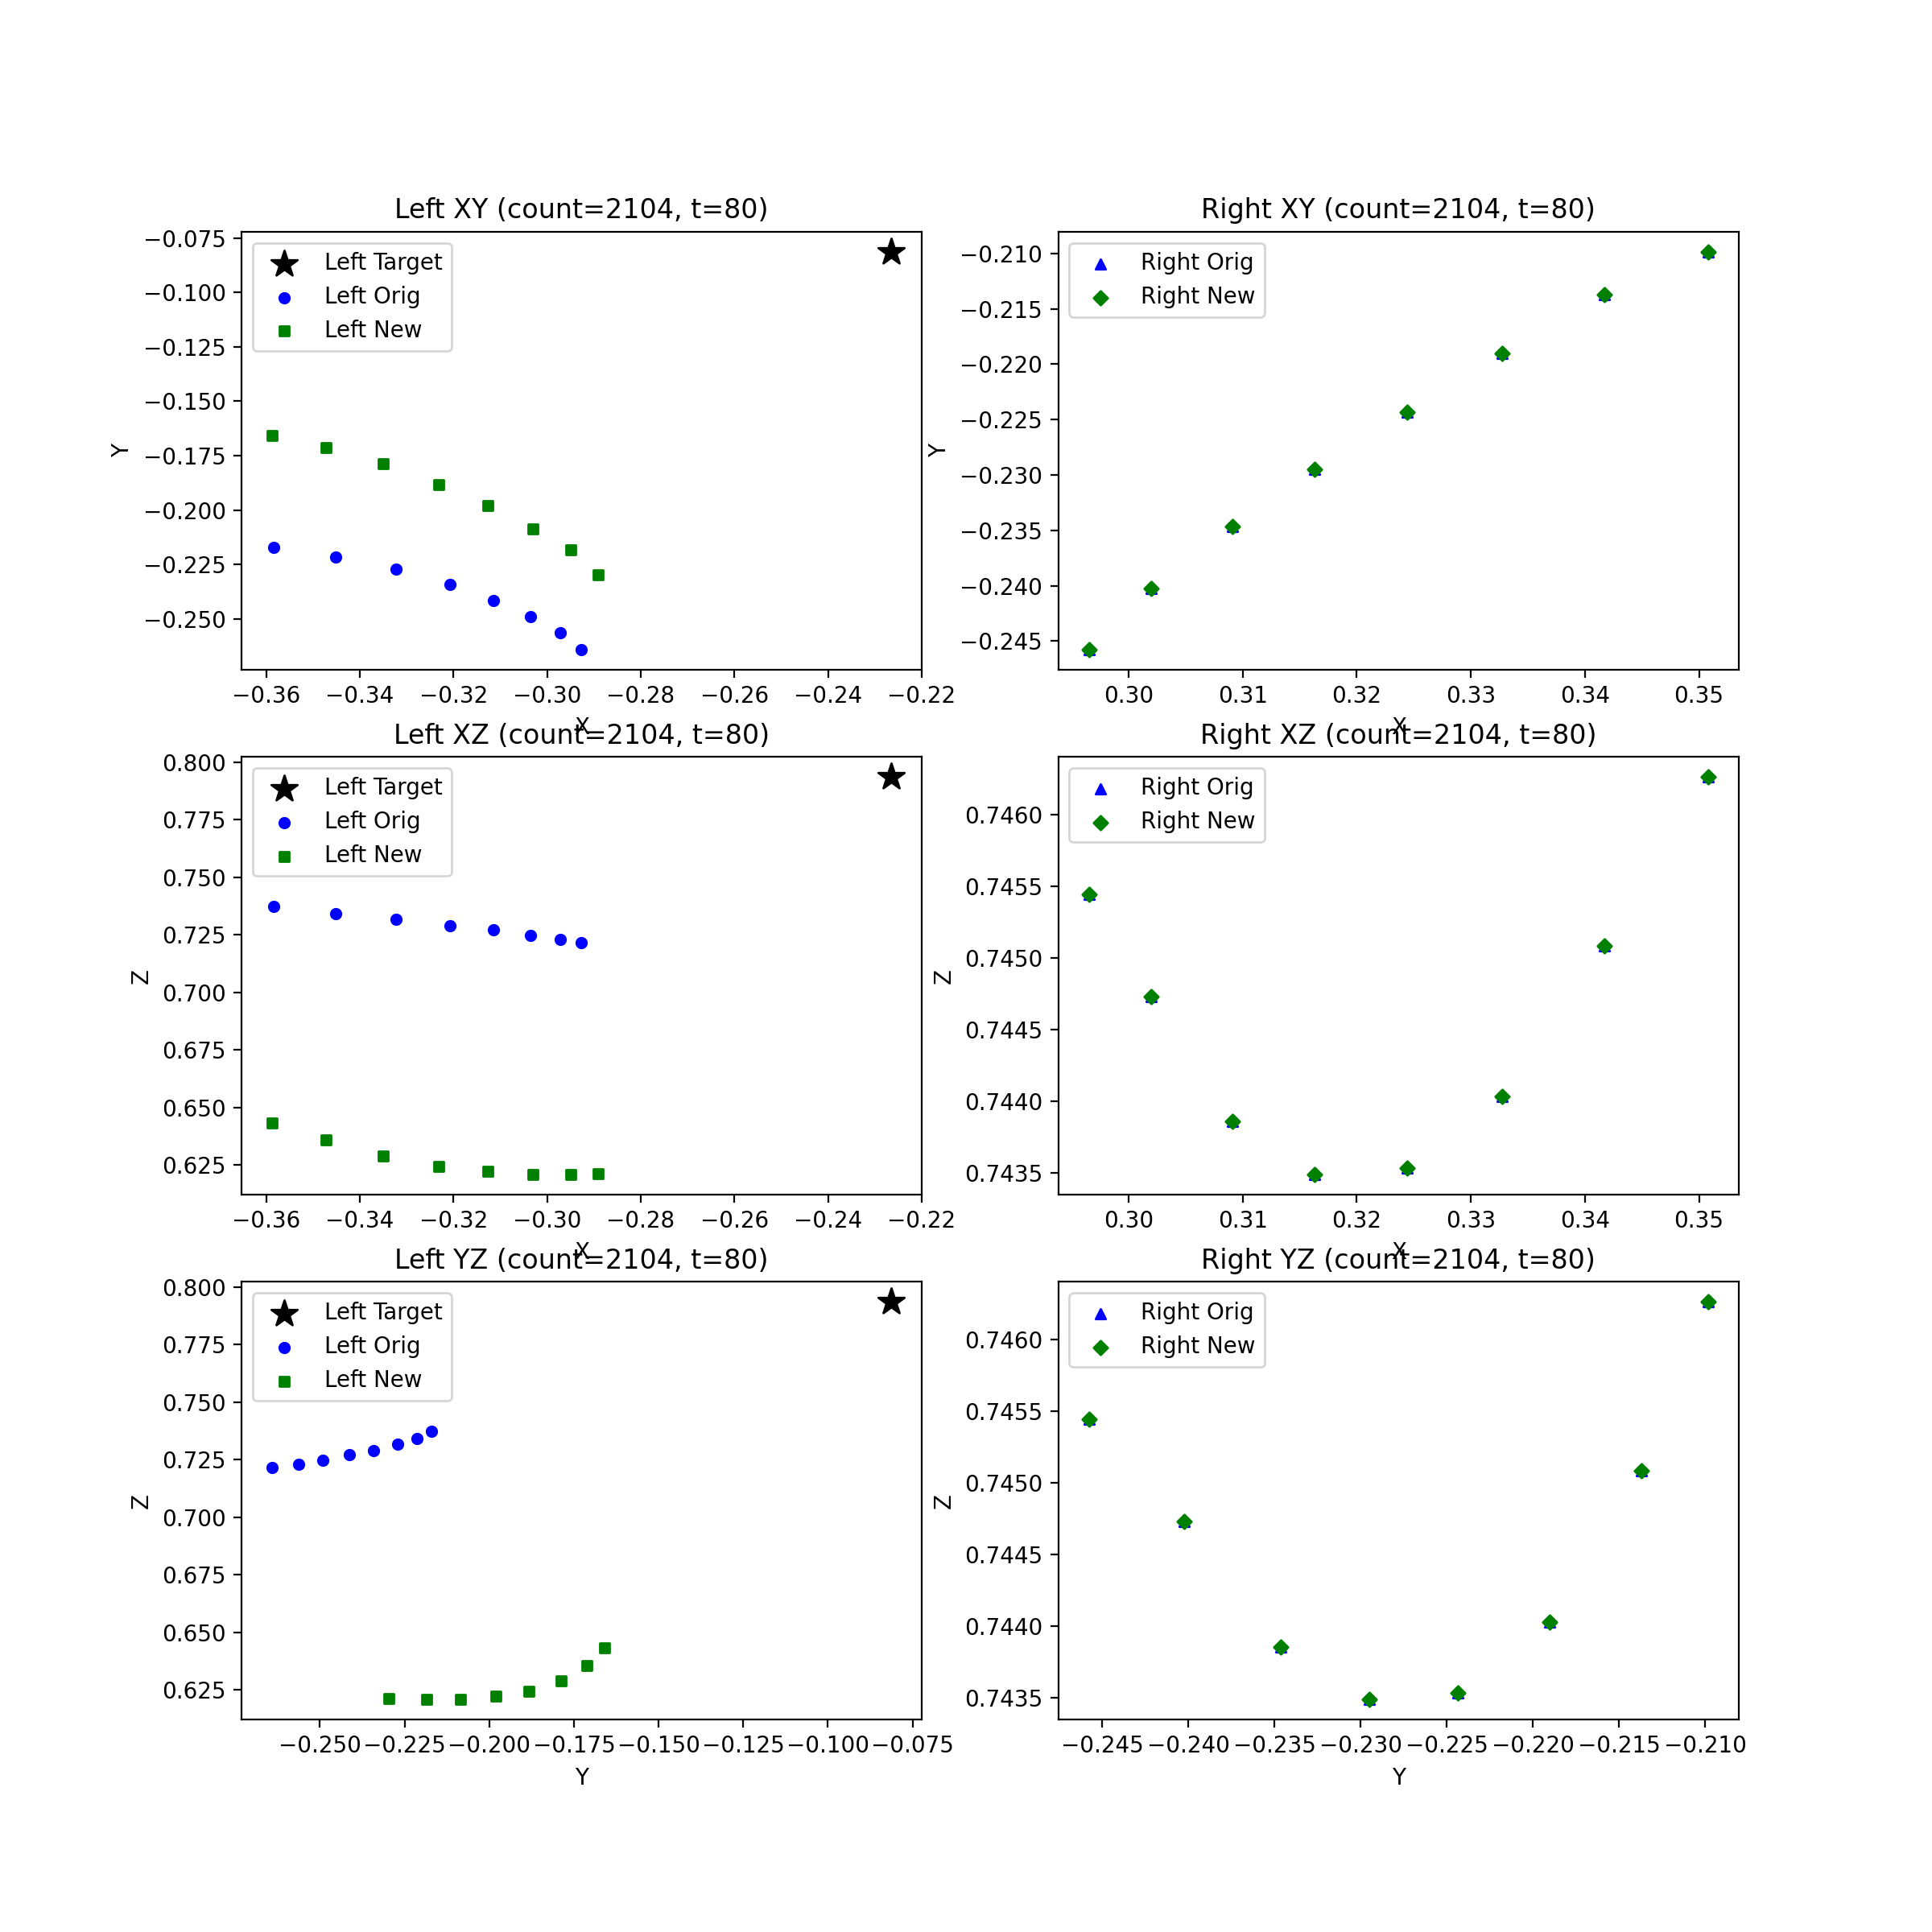 Left XY (count=2104, t=80)
Left Target
Left Orig
Left New
Y
−0.075
−0.100
−0.125
−0.150
−0.175
−0.200
−0.225
−0.250
−0.36 −0.34 −0.32 −0.30 −0.28 −0.26 −0.24 −0.22
X
Right XY (count=2104, t=80)
Right Orig
Right New
Y
−0.210
−0.215
−0.220
−0.225
−0.230
−0.235
−0.240
−0.245
0.30 0.31 0.32 0.33 0.34 0.35
X
Left XZ (count=2104, t=80)
Left Target
Left Orig
Left New
Z
0.800
0.775
0.750
0.725
0.700
0.675
0.650
0.625
−0.36 −0.34 −0.32 −0.30 −0.28 −0.26 −0.24 −0.22
X
Right XZ (count=2104, t=80)
Right Orig
Right New
Z
0.7460
0.7455
0.7450
0.7445
0.7440
0.7435
0.30 0.31 0.32 0.33 0.34 0.35
X
Left YZ (count=2104, t=80)
Left Target
Left Orig
Left New
Z
0.800
0.775
0.750
0.725
0.700
0.675
0.650
0.625
−0.250 −0.225 −0.200 −0.175 −0.150 −0.125 −0.100 −0.075
Y
Right YZ (count=2104, t=80)
Right Orig
Right New
Z
0.7460
0.7455
0.7450
0.7445
0.7440
0.7435
−0.245 −0.240 −0.235 −0.230 −0.225 −0.220 −0.215 −0.210
Y